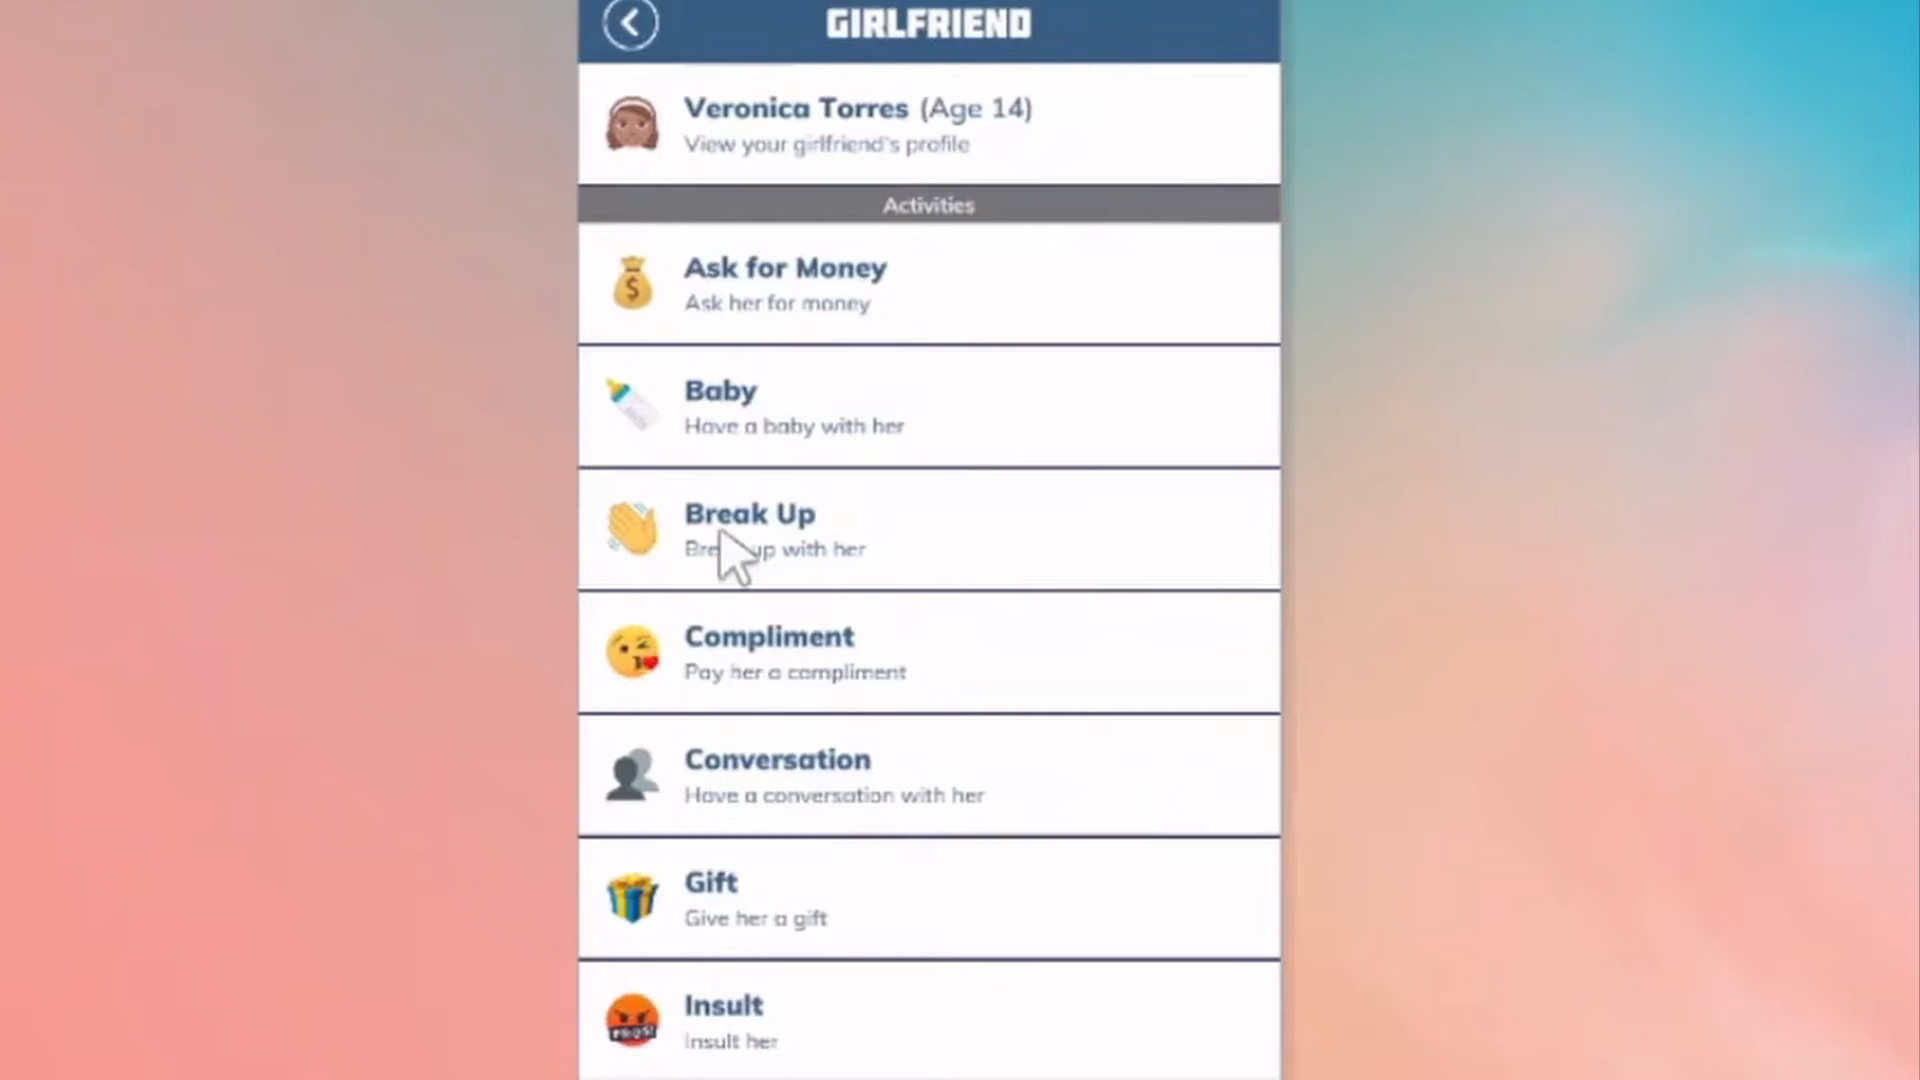 GIRLFRIEND
Veronica Torres (Age 14)
View your girlfriend's profile
Activities
Ask for Money
Ask her for money
Baby
Have a baby with her
Break Up
up with her
Compliment
Pay her a compliment
Conversation
Have a conversation with her
Gift
Give her a gift
Insult
Insult her